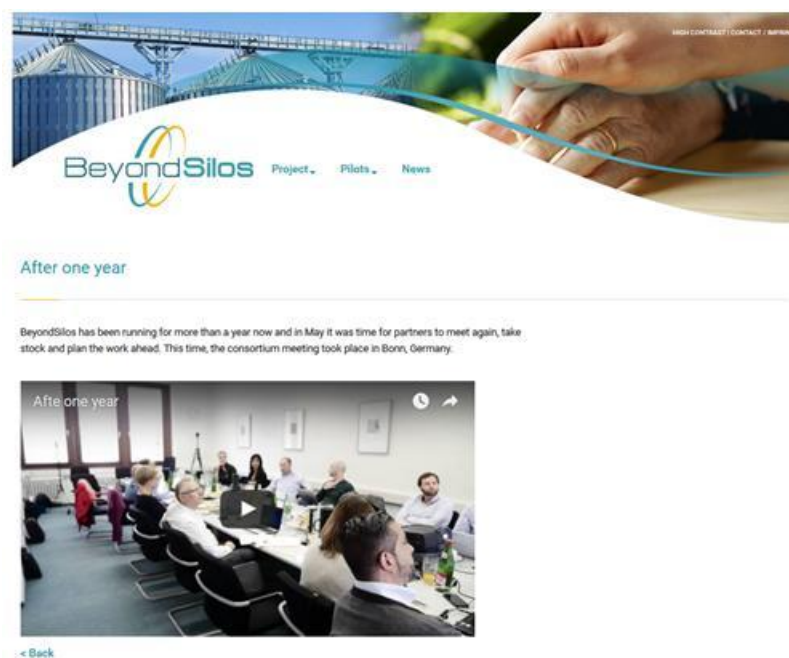 HIGH CONTRAST | CONTACT / IMPRIN
BeyondSilos
Project
Pilots
News
After one year
BeyondSilos has been running for more than a year now and in May it was time for partners to meet again, take
stock and plan the work ahead. This time, the consortium meeting took place in Bonn, Germany.
Afte one year
< Back